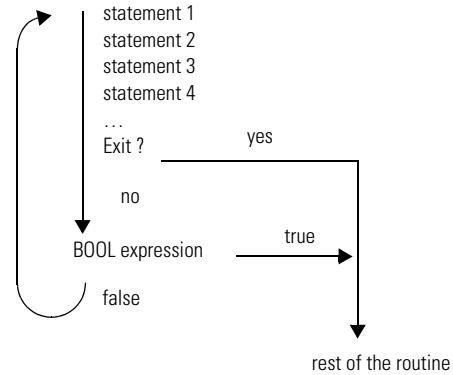 statement 1
statement 2
statement 3
statement 4
...
Exit ?
yes
no
BOOL expression
true
false
rest of the routine